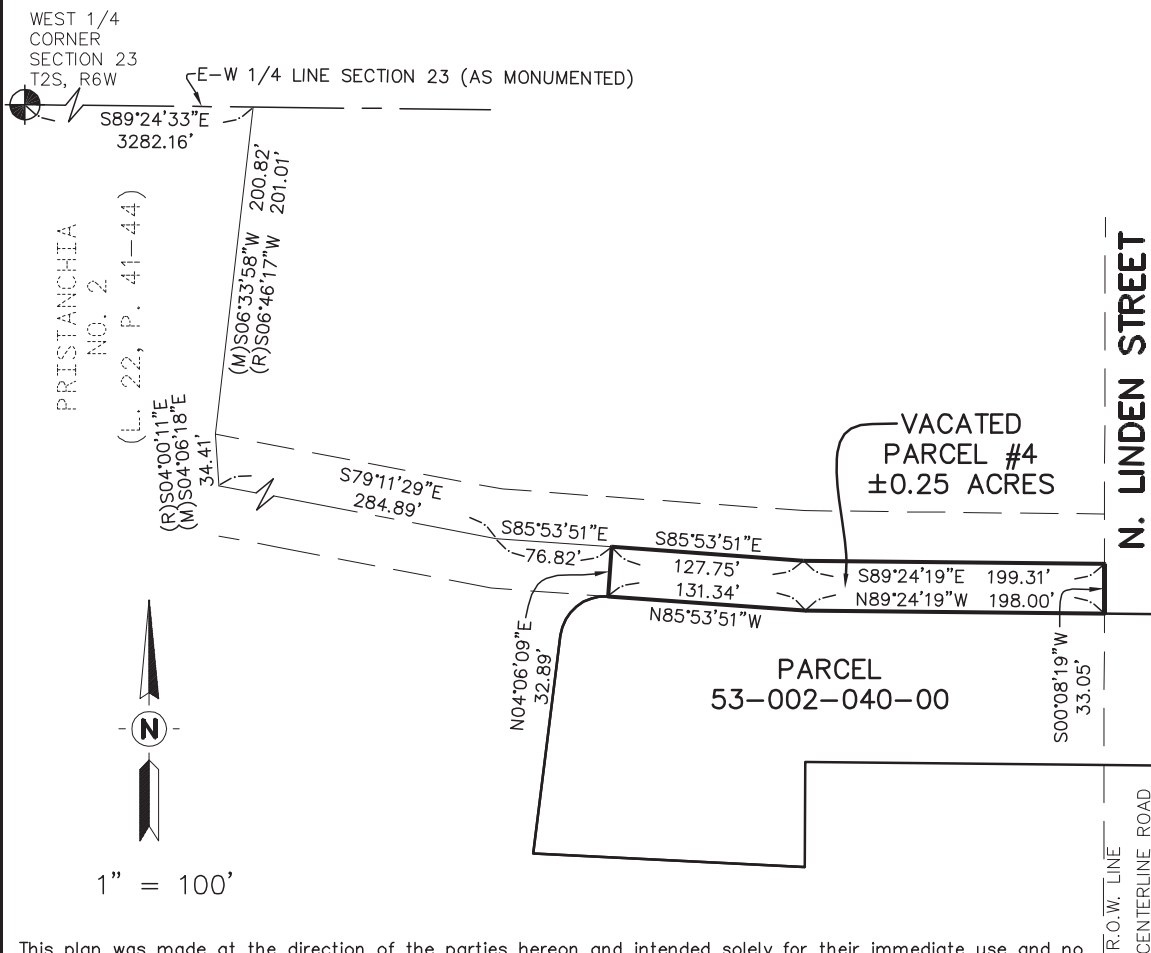 WEST 1/4
CORNER
SECTION 23
T2S, R6W
E-W 1/4 LINE SECTION 23 (AS MONUMENTED)
S89°24'33"E
3282.16'
PRISTANCHIA
NO. 2
(L. 22, P. 41-44)
(M)S06°33'58"W 200.82'
(R)S06°46'17"W 201.01'
(R)S04°00'11"E
(M)S04°06'18"E
34.41'
S79°11'29"E
284.89'
S85°53'51"E
76.82'
S85°53'51"E
127.75'
131.34'
N85°53'51"W
VACATED
PARCEL #4
±0.25 ACRES
S89°24'19"E 199.31'
N89°24'19"W 198.00'
N. LINDEN STREET
N04°06'09"E
32.89'
S00°08'19"W
33.05'
PARCEL
53-002-040-00
N
1" = 100'
R.O.W. LINE
CENTERLINE ROAD
This plan was made at the direction of the parties hereon and intended solely for their immediate use and no